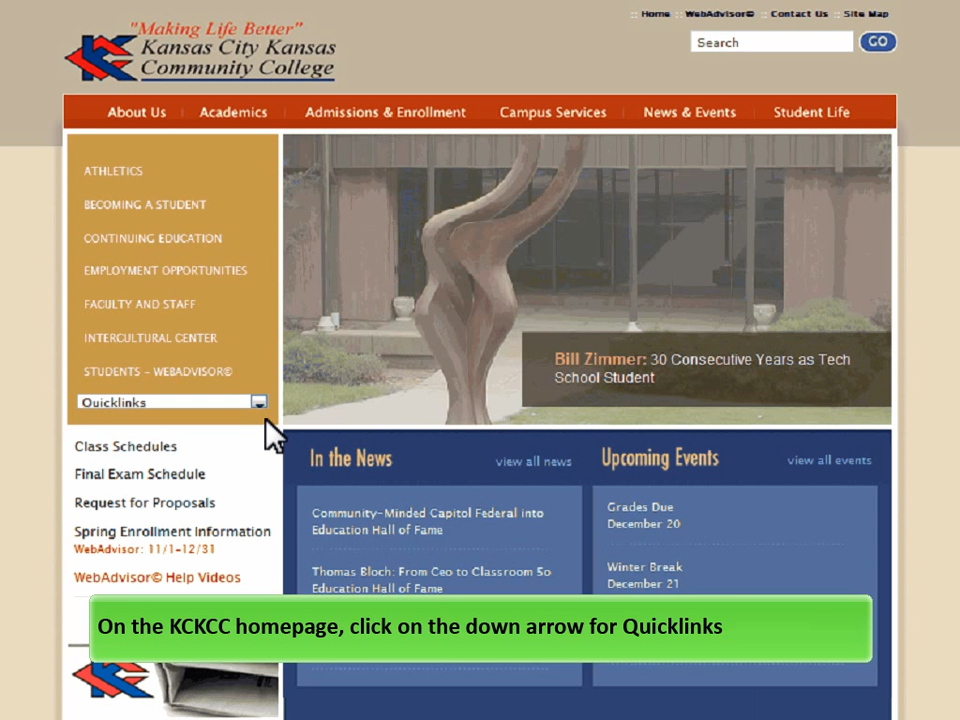 :: Home :: WebAdvisor© :: Contact Us :: Site Map
"Making Life Better"
Kansas City Kansas
Community College
Search
GO
About Us
Academics
Admissions & Enrollment
Campus Services
News & Events
Student Life
ATHLETICS
BECOMING A STUDENT
CONTINUING EDUCATION
EMPLOYMENT OPPORTUNITIES
FACULTY AND STAFF
INTERCULTURAL CENTER
STUDENTS – WEBADVISOR©
Quicklinks
Bill Zimmer: 30 Consecutive Years as Tech
School Student
Class Schedules
Final Exam Schedule
Request for Proposals
Spring Enrollment Information
WebAdvisor: 11/1-12/31
WebAdvisor© Help Videos
In the News
view all news
Community-Minded Capitol Federal into
Education Hall of Fame
Thomas Bloch: From Ceo to Classroom So
Education Hall of Fame
Upcoming Events
view all events
Grades Due
December 20
Winter Break
December 21
On the KCKCC homepage, click on the down arrow for Quicklinks